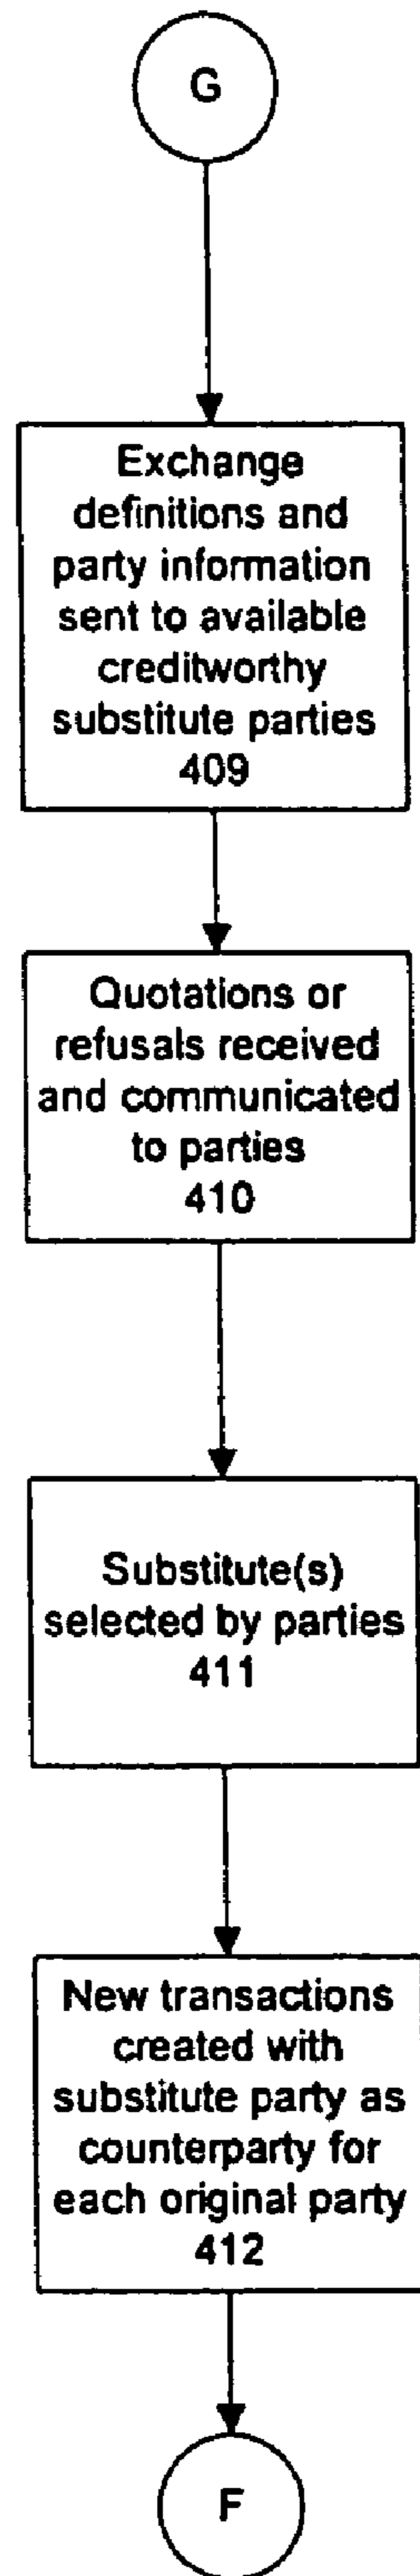 G
Exchange
definitions and
party information
sent to available
creditworthy
substitute parties
409
Quotations or
refusals received
and communicated
to parties
410
Substitute(s)
selected by parties
411
New transactions
created with
substitute party as
counterparty for
each original party
412
F